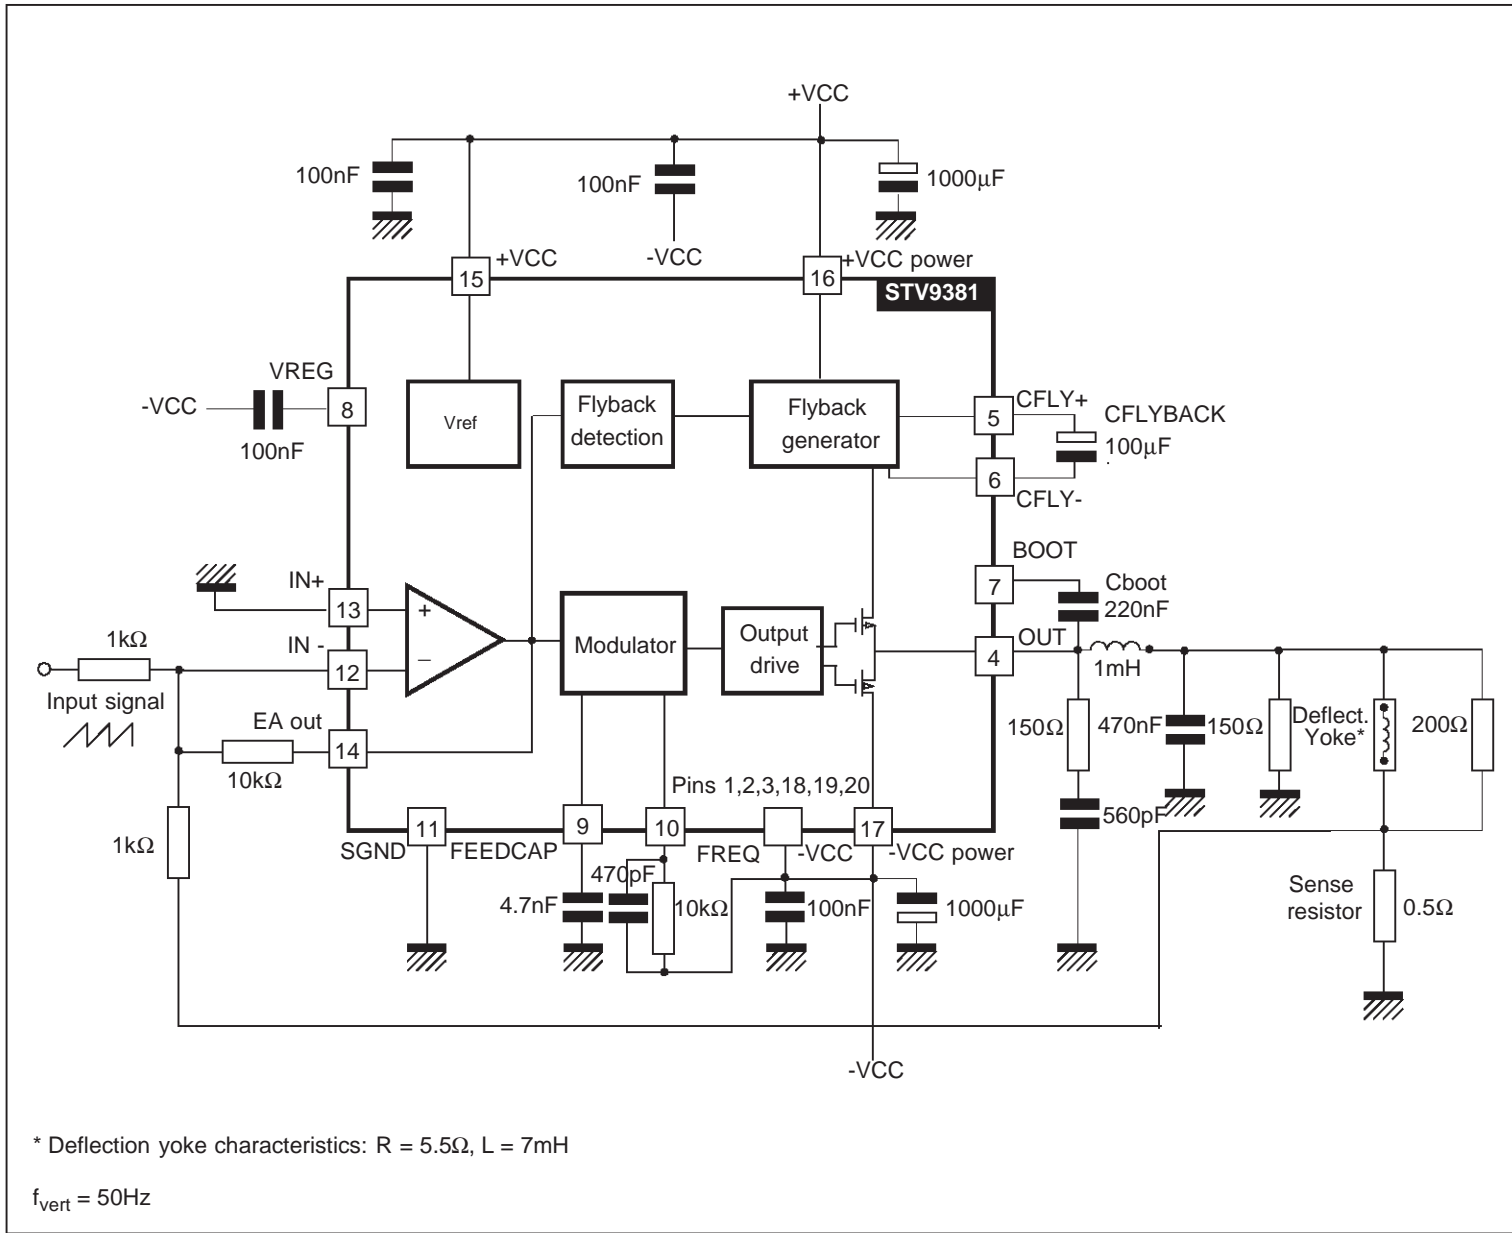 +VCC
100nF
100nF
1000µF
-VCC
+VCC
+VCC power
15
16
STV9381
VREG
8
-VCC
100nF
Vref
Flyback
detection
Flyback
generator
CFLY+
5
CFLYBACK
100µF
6
CFLY-
BOOT
7
Cboot
220nF
IN+
13
+
1kΩ
IN -
12
–
Modulator
Output
drive
OUT
4
1mH
Input signal
EA out
14
10kΩ
150Ω
470nF
150Ω
Deflect.
Yoke*
200Ω
Pins 1,2,3,18,19,20
560pF
1kΩ
11
9
10
17
SGND
FEEDCAP
FREQ
-VCC
-VCC power
470pF
4.7nF
10kΩ
100nF
1000µF
Sense
resistor
0.5Ω
-VCC
* Deflection yoke characteristics: R = 5.5Ω, L = 7mH
fvert = 50Hz